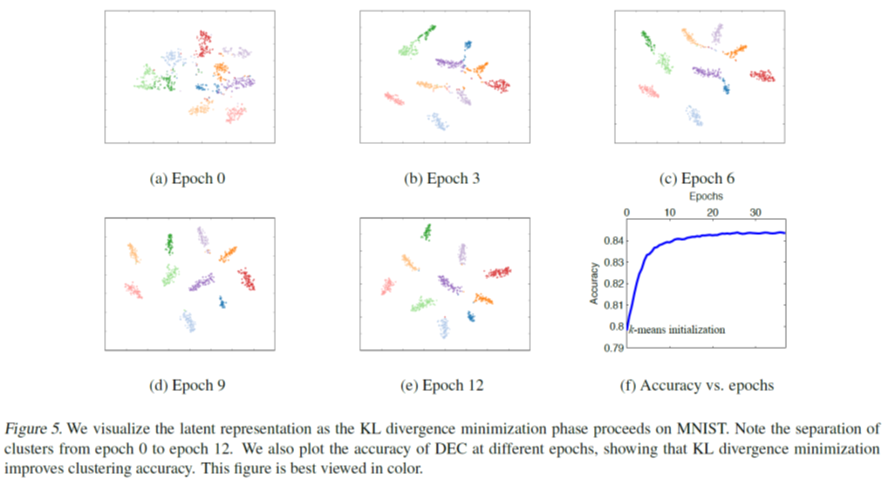 (a) Epoch 0
(b) Epoch 3
(c) Epoch 6
Epochs
0 10 20 30
0.84
0.83
0.82
0.81
0.8
0.79
Accuracy
k-means initialization
(d) Epoch 9
(e) Epoch 12
(f) Accuracy vs. epochs
Figure 5. We visualize the latent representation as the KL divergence minimization phase proceeds on MNIST. Note the separation of
clusters from epoch 0 to epoch 12. We also plot the accuracy of DEC at different epochs, showing that KL divergence minimization
improves clustering accuracy. This figure is best viewed in color.